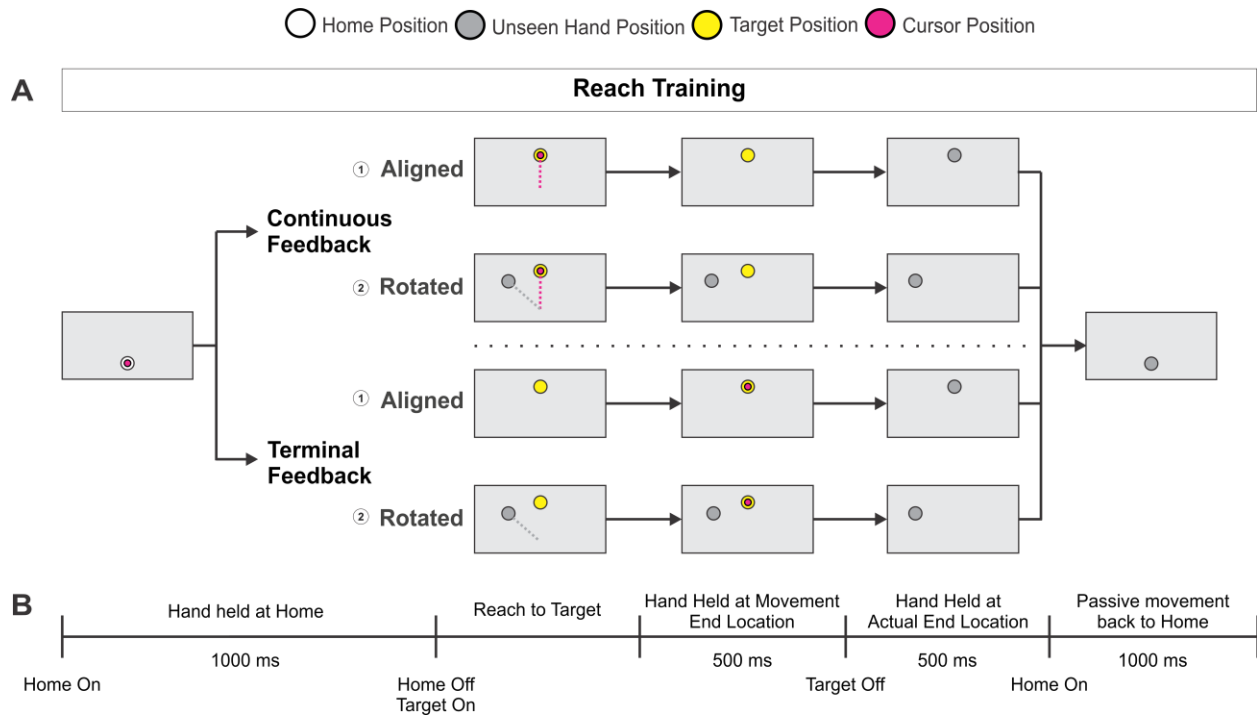 Home Position Unseen Hand Position Target Position Cursor Position
A
Reach Training
① Aligned
Continuous
Feedback
② Rotated
① Aligned
Terminal
Feedback
② Rotated
B
Hand held at Home
Reach to Target
Hand Held at Movement
End Location
Hand Held at
Actual End Location
Passive movement
back to Home
1000 ms
500 ms
500 ms
1000 ms
Home On
Home Off
Target On
Target Off
Home On